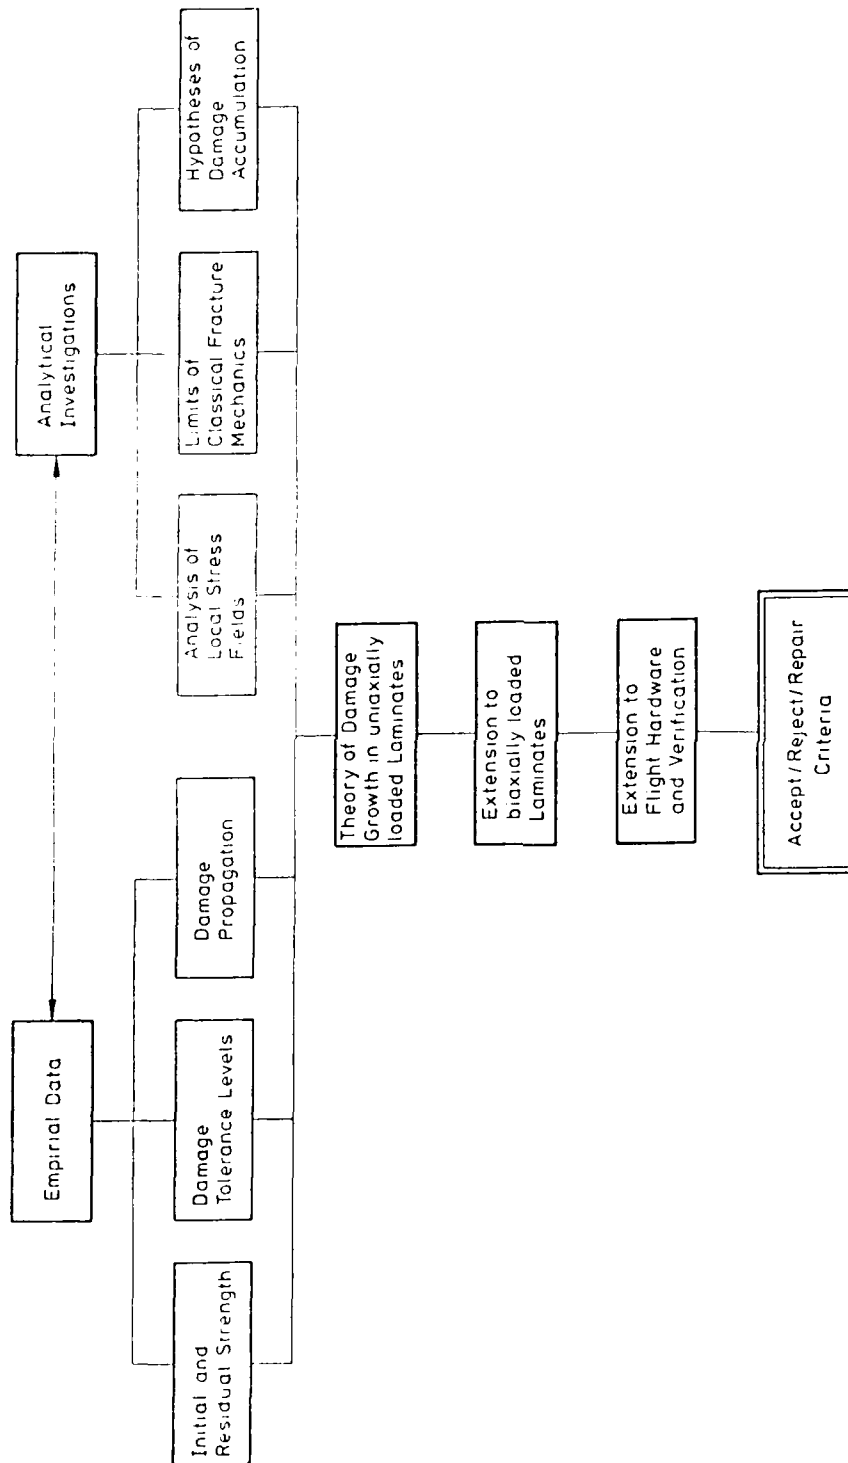 Empirial Data
Analytical
Investigations
Initial and
Residual Strength
Damage
Tolerance Levels
Damage
Propagation
Analysis of
Local Stress
Fields
Limits of
Classical Fracture
Mechanics
Hypotheses of
Damage
Accumulation
Theory of Damage
Growth in uniaxially
loaded Laminates
Extension to
biaxially loaded
Laminates
Extension to
Flight Hardware
and Verification
Accept/Reject/Repair
Criteria